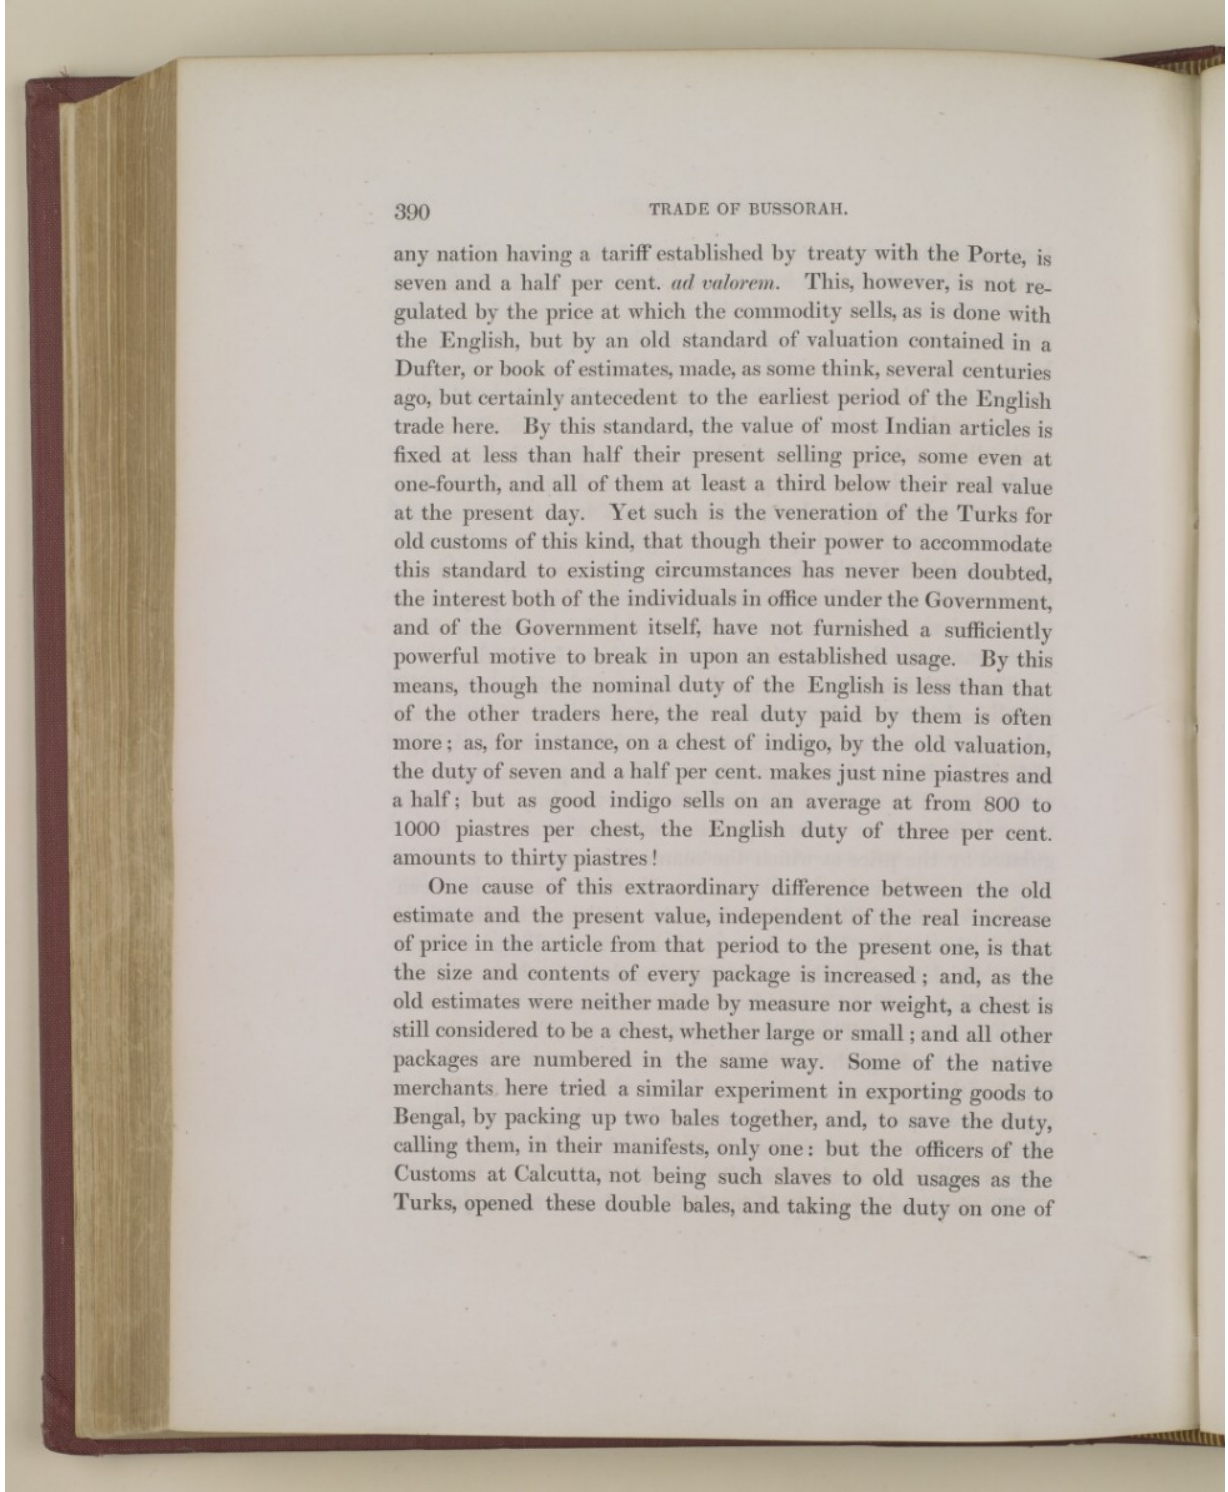 390
TRADE OF BUSSORAH.
any nation having a tariff established by treaty with the Porte, is
seven and a half per cent. ad valorem. This, however, is not re-
gulated by the price at which the commodity sells, as is done with
the English, but by an old standard of valuation contained in a
Dufter, or book of estimates, made, as some think, several centuries
ago, but certainly antecedent to the earliest period of the English
trade here. By this standard, the value of most Indian articles is
fixed at less than half their present selling price, some even at
one-fourth, and all of them at least a third below their real value
at the present day. Yet such is the veneration of the Turks for
old customs of this kind, that though their power to accommodate
this standard to existing circumstances has never been doubted,
the interest both of the individuals in office under the Government,
and of the Government itself, have not furnished a sufficiently
powerful motive to break in upon an established usage. By this
means, though the nominal duty of the English is less than that
of the other traders here, the real duty paid by them is often
more; as, for instance, on a chest of indigo, by the old valuation,
the duty of seven and a half per cent. makes just nine piastres and
a half; but as good indigo sells on an average at from 800 to
1000 piastres per chest, the English duty of three per cent.
amounts to thirty piastres!
One cause of this extraordinary difference between the old
estimate and the present value, independent of the real increase
of price in the article from that period to the present one, is that
the size and contents of every package is increased; and, as the
old estimates were neither made by measure nor weight, a chest is
still considered to be a chest, whether large or small; and all other
packages are numbered in the same way. Some of the native
merchants here tried a similar experiment in exporting goods to
Bengal, by packing up two bales together, and, to save the duty,
calling them, in their manifests, only one: but the officers of the
Customs at Calcutta, not being such slaves to old usages as the
Turks, opened these double bales, and taking the duty on one of